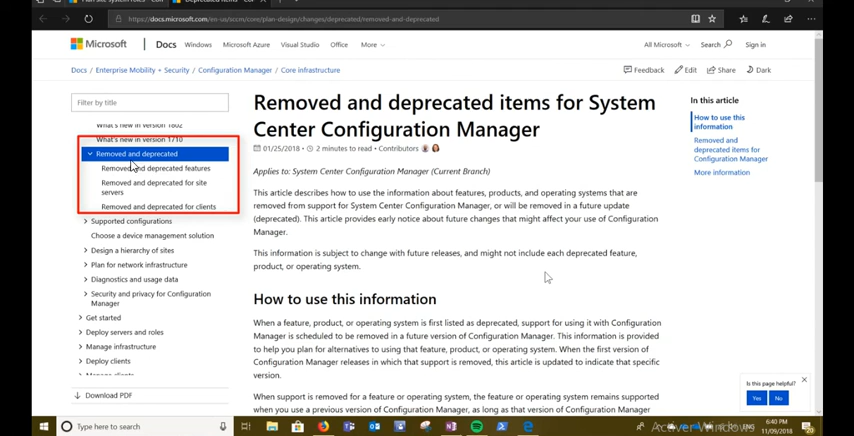 Plan site system roles - Con
Deprecated items - Con
https://docs.microsoft.com/en-us/sccm/core/plan-design/changes/deprecated/removed-and-deprecated
Microsoft Docs Windows Microsoft Azure Visual Studio Office More All Microsoft Search Sign in
Docs / Enterprise Mobility + Security / Configuration Manager / Core infrastructure Feedback Edit Share Dark
Filter by title
What's new in version 1802
What's new in version 1710
Removed and deprecated
Removed and deprecated features
Removed and deprecated for site
servers
Removed and deprecated for clients
Supported configurations
Choose a device management solution
Design a hierarchy of sites
Plan for network infrastructure
Diagnostics and usage data
Security and privacy for Configuration
Manager
Get started
Deploy servers and roles
Manage infrastructure
Deploy clients
Manage clients
Download PDF
Removed and deprecated items for System
Center Configuration Manager
01/25/2018 • 2 minutes to read • Contributors
Applies to: System Center Configuration Manager (Current Branch)
This article describes how to use the information about features, products, and operating systems that are
removed from support for System Center Configuration Manager, or will be removed in a future update
(deprecated). This article provides early notice about future changes that might affect your use of Configuration
Manager.
This information is subject to change with future releases, and might not include each deprecated feature,
product, or operating system.
How to use this information
When a feature, product, or operating system is first listed as deprecated, support for using it with Configuration
Manager is scheduled to be removed in a future version of Configuration Manager. This information is provided
to help you plan for alternatives to using that feature, product, or operating system. When the first version of
Configuration Manager releases in which that support is removed, this article is updated to indicate that specific
version.
When support is removed for a feature or operating system, the feature or operating system remains supported
when you use a previous version of Configuration Manager, as long as that version of Configuration Manager
In this article
How to use this
information
Removed and
deprecated items for
Configuration Manager
More information
Is this page helpful?
Yes No
Type here to search
ENG
6:40 PM
11/09/2018
20